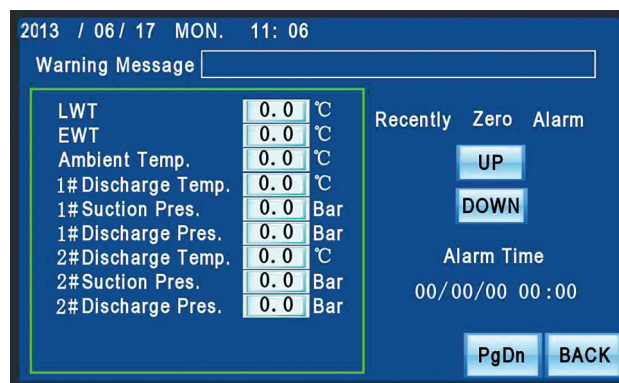 2013 / 06/ 17 MON. 11: 06
Warning Message
LWT 0.0 ℃
EWT 0.0 ℃
Ambient Temp. 0.0 ℃
1#Discharge Temp. 0.0 ℃
1#Suction Pres. 0.0 Bar
1#Discharge Pres. 0.0 Bar
2#Discharge Temp. 0.0 ℃
2#Suction Pres. 0.0 Bar
2#Discharge Pres. 0.0 Bar
Recently Zero Alarm
UP
DOWN
Alarm Time
00/00/00 00:00
PgDn BACK